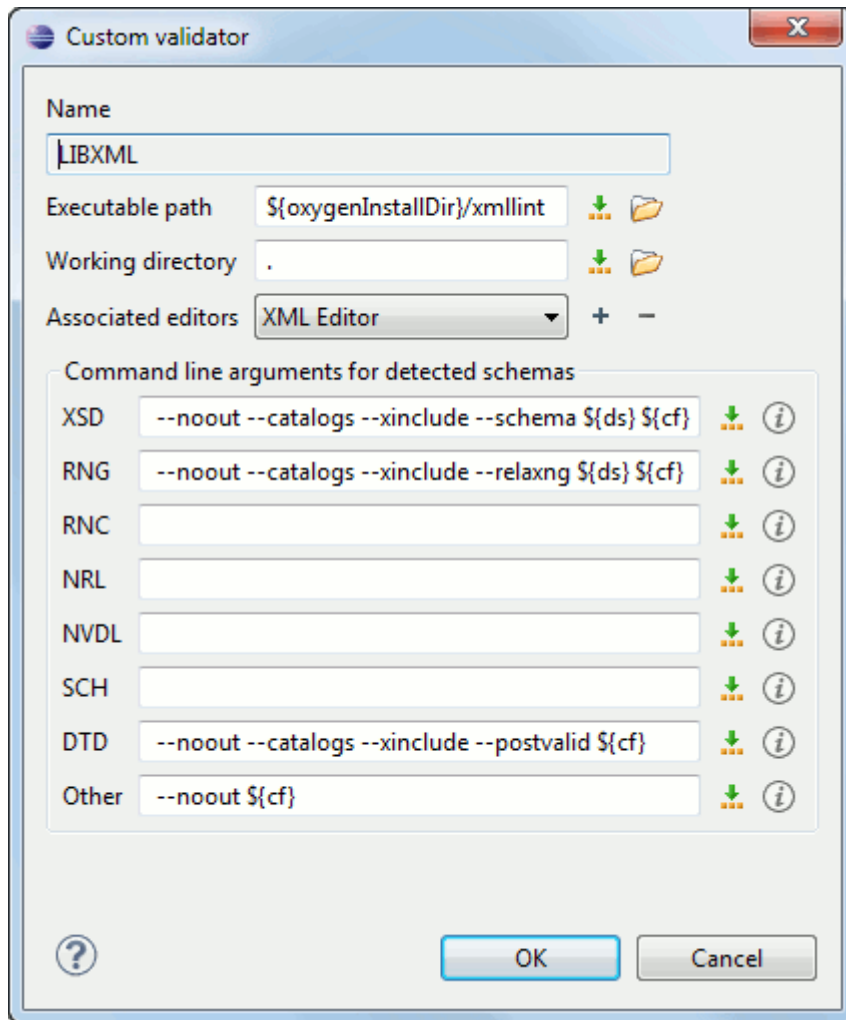 Custom validator
Name
LIBXML
Executable path ${oxygenInstallDir}/xmllint
Working directory .
Associated editors XML Editor + −
Command line arguments for detected schemas
XSD --noout --catalogs --xinclude --schema ${ds} ${cf}
RNG --noout --catalogs --xinclude --relaxng ${ds} ${cf}
RNC
NRL
NVDL
SCH
DTD --noout --catalogs --xinclude --postvalid ${cf}
Other --noout ${cf}
? OK Cancel